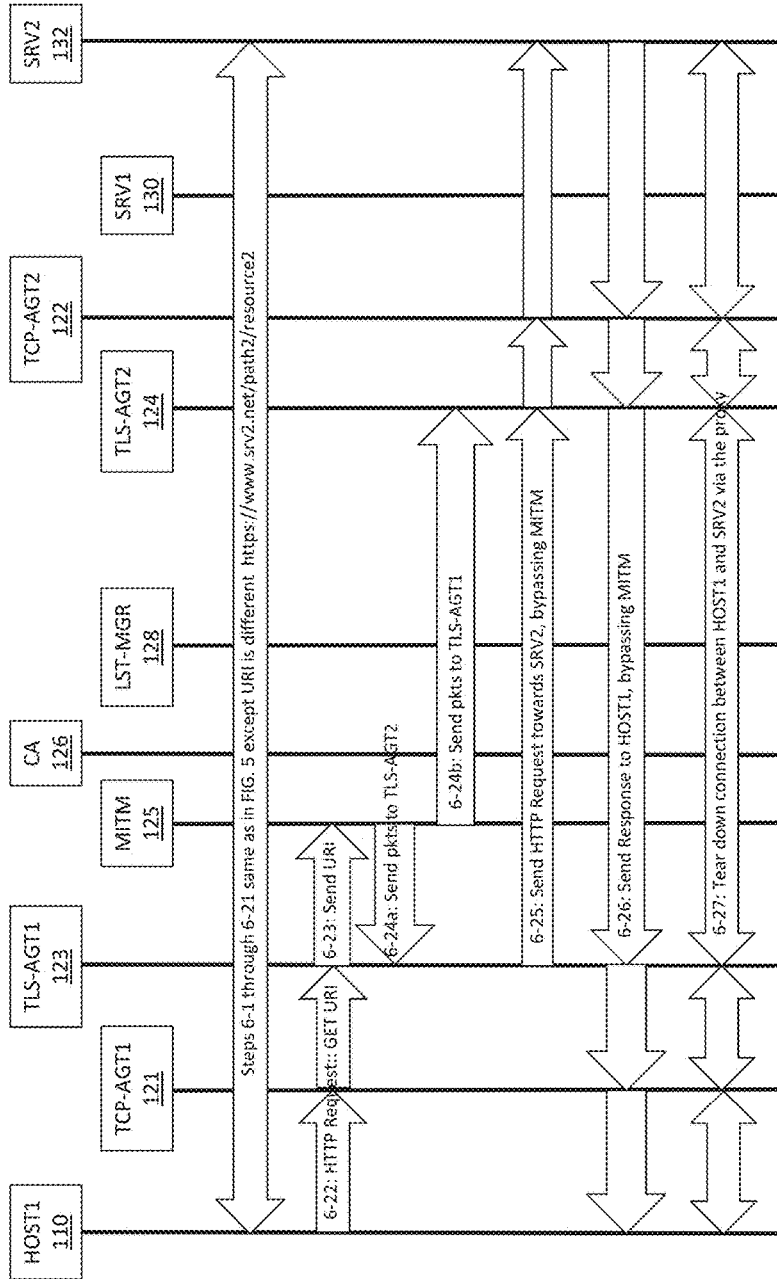 HOST1
110
TCP-AGT1
121
TLS-AGT1
123
MITM
125
CA
126
LST-MGR
128
TLS-AGT2
124
TCP-AGT2
122
SRV1
130
SRV2
132
Steps 6-1 through 6-21 same as in FIG. 5 except URI is different https://www.srv2.net/path2/resource2
6-22: HTTP Request:: GET URI
6-23: Send URI
6-24a: Send pkts to TLS-AGT2
6-24b: Send pkts to TLS-AGT1
6-25: Send HTTP Request towards SRV2, bypassing MITM
6-26: Send Response to HOST1, bypassing MITM
6-27: Tear down connection between HOST1 and SRV2 via the proxy